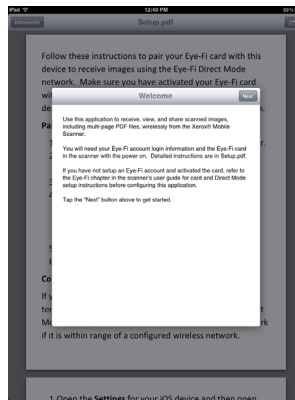 iPad
12:40 PM
69%
Documents
Setup.pdf
Follow these instructions to pair your Eye-Fi card with this
device to receive images using the Eye-Fi Direct Mode
network. Make sure you have activated your Eye-Fi card
Welcome
Next
Use this application to receive, view, and share scanned images,
including multi-page PDF files, wirelessly from the Xerox® Mobile
Scanner.
You will need your Eye-Fi account login information and the Eye-Fi card
in the scanner with the power on. Detailed instructions are in Setup.pdf.
If you have not setup an Eye-Fi account and activated the card, refer to
the Eye-Fi chapter in the scanner's user guide for card and Direct Mode
setup instructions before configuring this application.
Tap the "Next" button above to get started.
if it is within range of a configured wireless network.
1. Open the Settings for your iOS device and then open